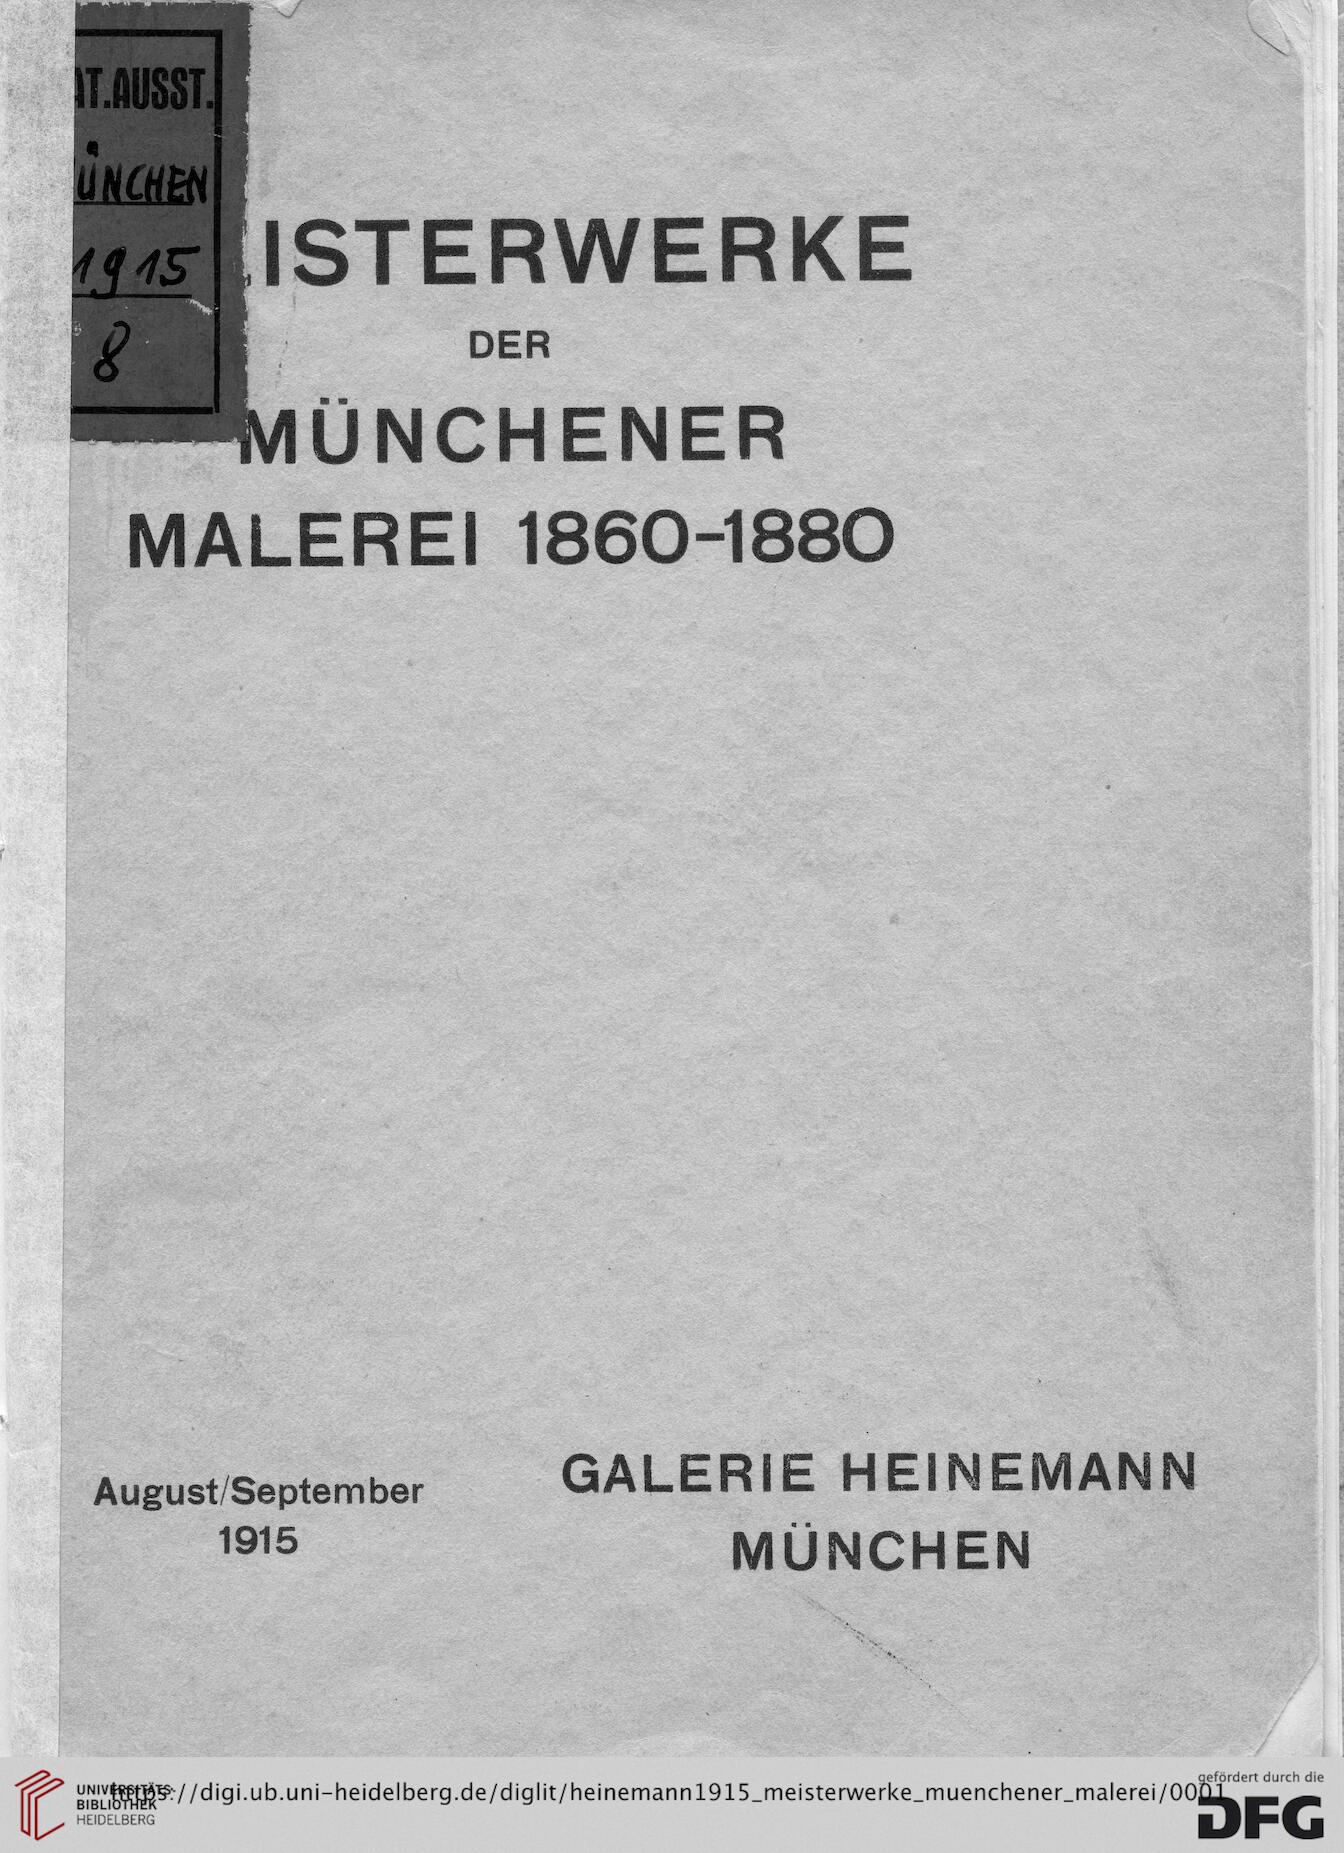 AT.AUSST.
ÜNCHEN
1915
8
ISTERWERKE
DER
MÜNCHENER
MALEREI 1860-1880
August/September
1915
GALERIE HEINEMANN
MÜNCHEN
UNIVERSITÄTS-
BIBLIOTHEK
HEIDELBERG
https://digi.ub.uni-heidelberg.de/diglit/heinemann1915_meisterwerke_muenchener_malerei/0001
gefördert durch die
DFG